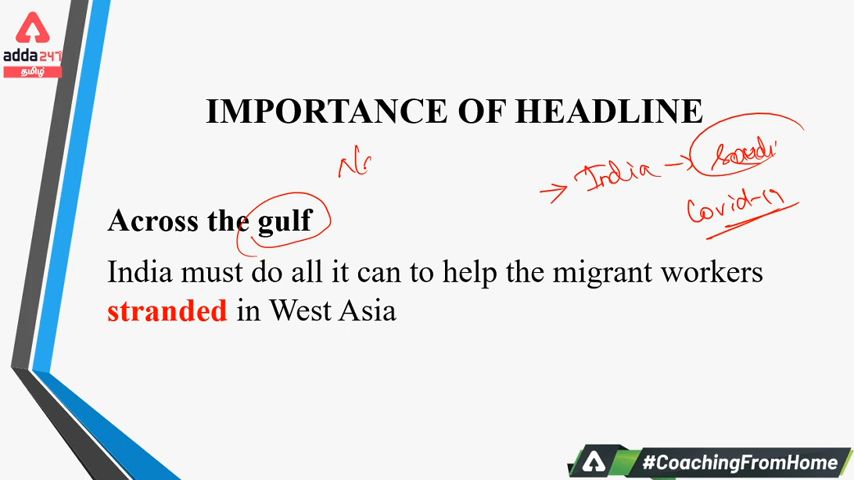 adda247
தமிழ்
IMPORTANCE OF HEADLINE
India → Saudi
Covid-19
Across the gulf
India must do all it can to help the migrant workers
stranded in West Asia
#CoachingFromHome